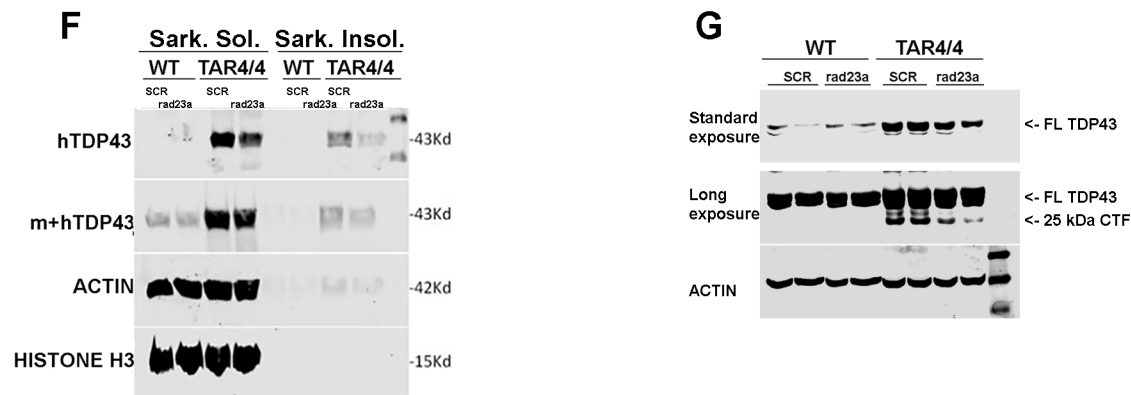 F
Sark. Sol. Sark. Insol.
WT TAR4/4 WT TAR4/4
SCR SCR SCR SCR
rad23a rad23a rad23a rad23a
hTDP43 -43Kd
m+hTDP43 -43Kd
ACTIN -42Kd
HISTONE H3 -15Kd
G
WT TAR4/4
SCR rad23a SCR rad23a
Standard
exposure
<- FL TDP43
Long
exposure
<- FL TDP43
<- 25 kDa CTF
ACTIN